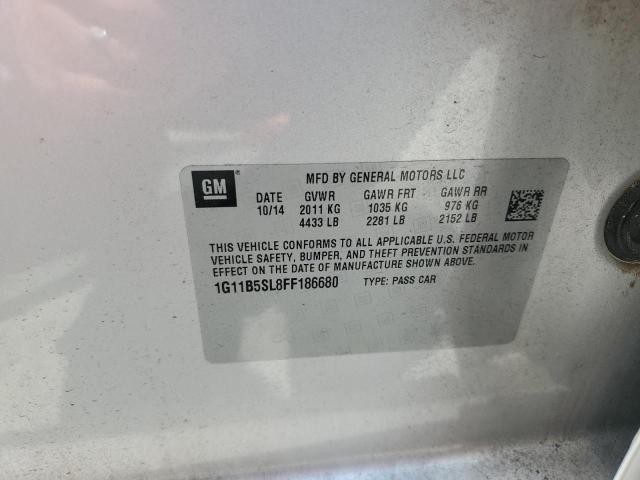 GM
MFD BY GENERAL MOTORS LLC
DATE GVWR GAWR FRT GAWR RR
10/14 2011 KG 1035 KG 976 KG
4433 LB 2281 LB 2152 LB
THIS VEHICLE CONFORMS TO ALL APPLICABLE U.S. FEDERAL MOTOR
VEHICLE SAFETY, BUMPER, AND THEFT PREVENTION STANDARDS IN
EFFECT ON THE DATE OF MANUFACTURE SHOWN ABOVE.
1G11B5SL8FF186680 TYPE: PASS CAR